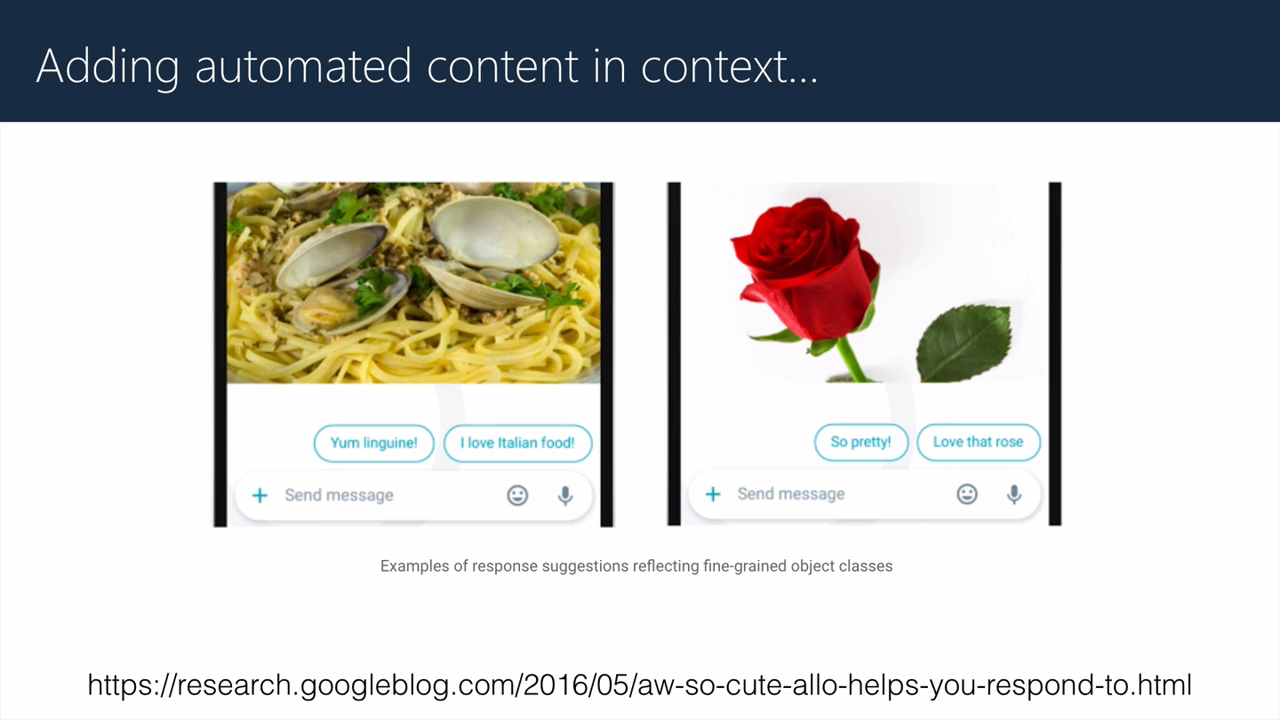 Adding automated content in context...
Yum linguine!
I love Italian food!
Send message
So pretty!
Love that rose
Send message
Examples of response suggestions reflecting fine-grained object classes
https://research.googleblog.com/2016/05/aw-so-cute-allo-helps-you-respond-to.html